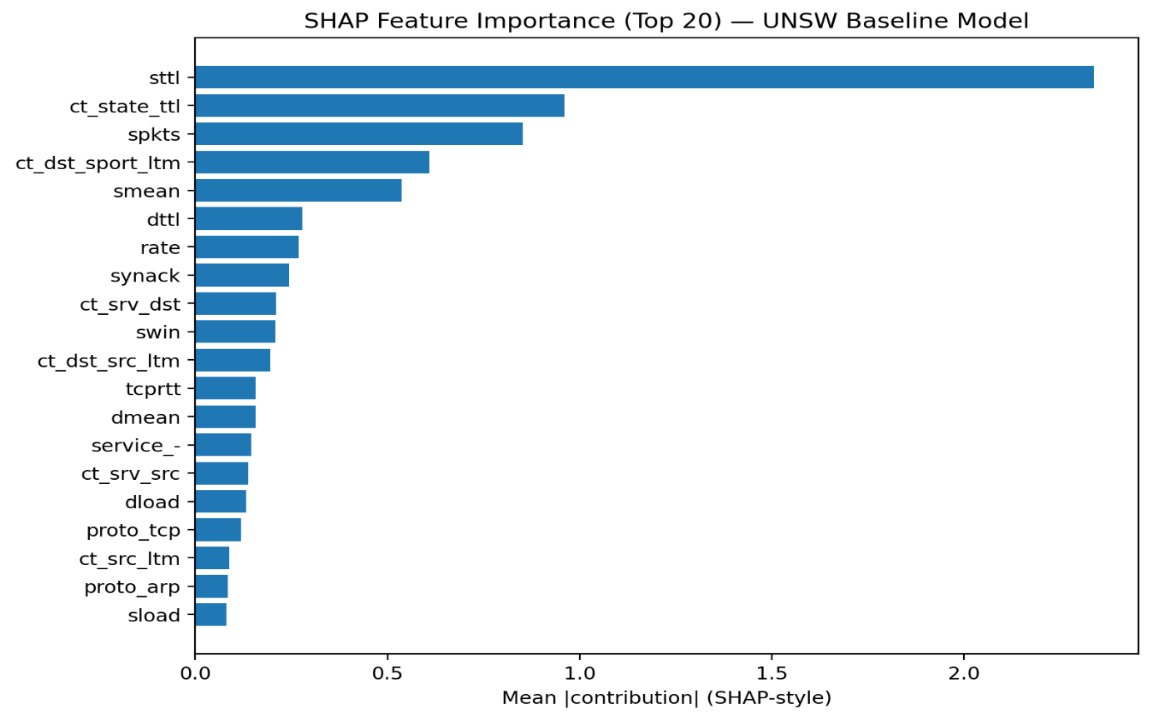 SHAP Feature Importance (Top 20) — UNSW Baseline Model
sttl
ct_state_ttl
spkts
ct_dst_sport_ltm
smean
dttl
rate
synack
ct_srv_dst
swin
ct_dst_src_ltm
tcprtt
dmean
service_-
ct_srv_src
dload
proto_tcp
ct_src_ltm
proto_arp
sload
0.0 0.5 1.0 1.5 2.0
Mean |contribution| (SHAP-style)